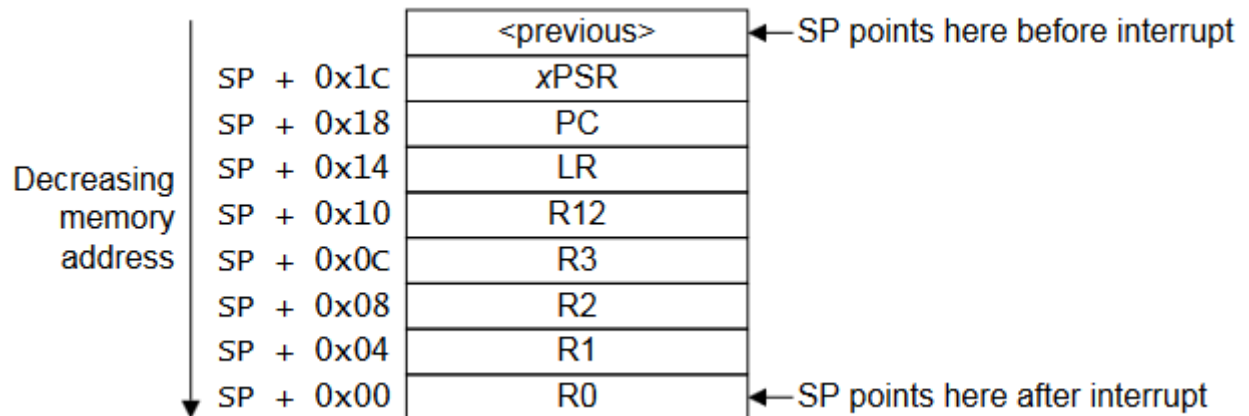 <previous> SP points here before interrupt
SP + 0x1C xPSR
SP + 0x18 PC
SP + 0x14 LR
Decreasing
memory
address
SP + 0x10 R12
SP + 0x0C R3
SP + 0x08 R2
SP + 0x04 R1
SP + 0x00 R0 SP points here after interrupt